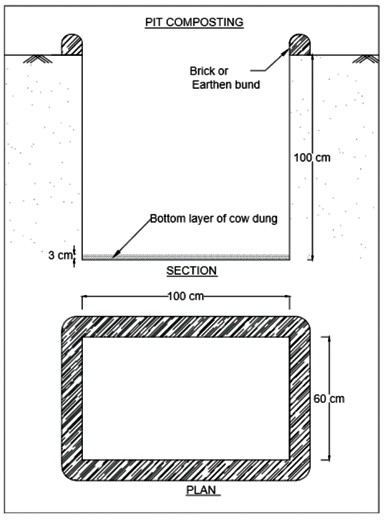 PIT COMPOSTING
Brick or
Earthen bund
100 cm
Bottom layer of cow dung
3 cm
SECTION
100 cm
60 cm
PLAN